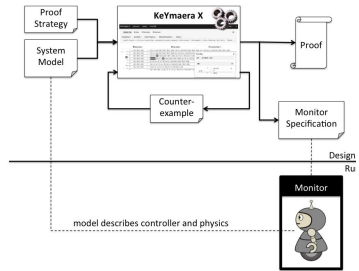 Proof
Strategy
System
Model
KeYmaera X
Proof
Counter-
example
Monitor
Specification
Design
Ru
Monitor
model describes controller and physics